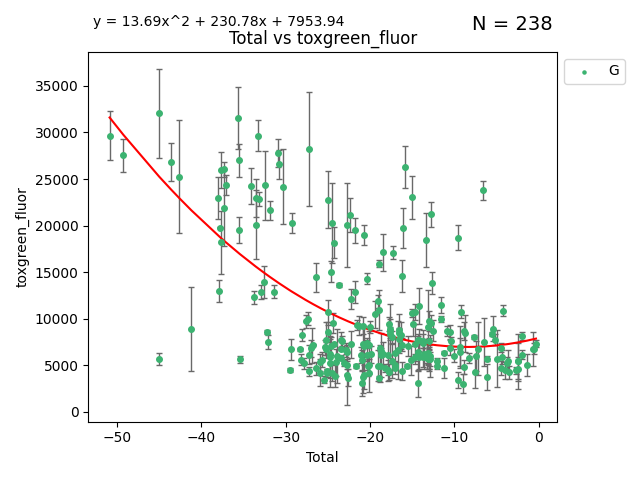 y = 13.69x^2 + 230.78x + 7953.94
N = 238
Total vs toxgreen_fluor
G
35000
30000
25000
20000
15000
10000
5000
0
toxgreen_fluor
−50 −40 −30 −20 −10 0
Total